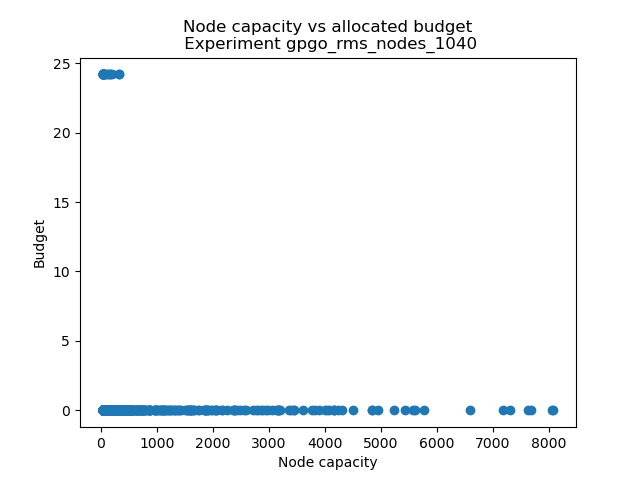 Node capacity vs allocated budget
Experiment gpgo_rms_nodes_1040
25
20
15
10
5
0
Budget
0 1000 2000 3000 4000 5000 6000 7000 8000
Node capacity